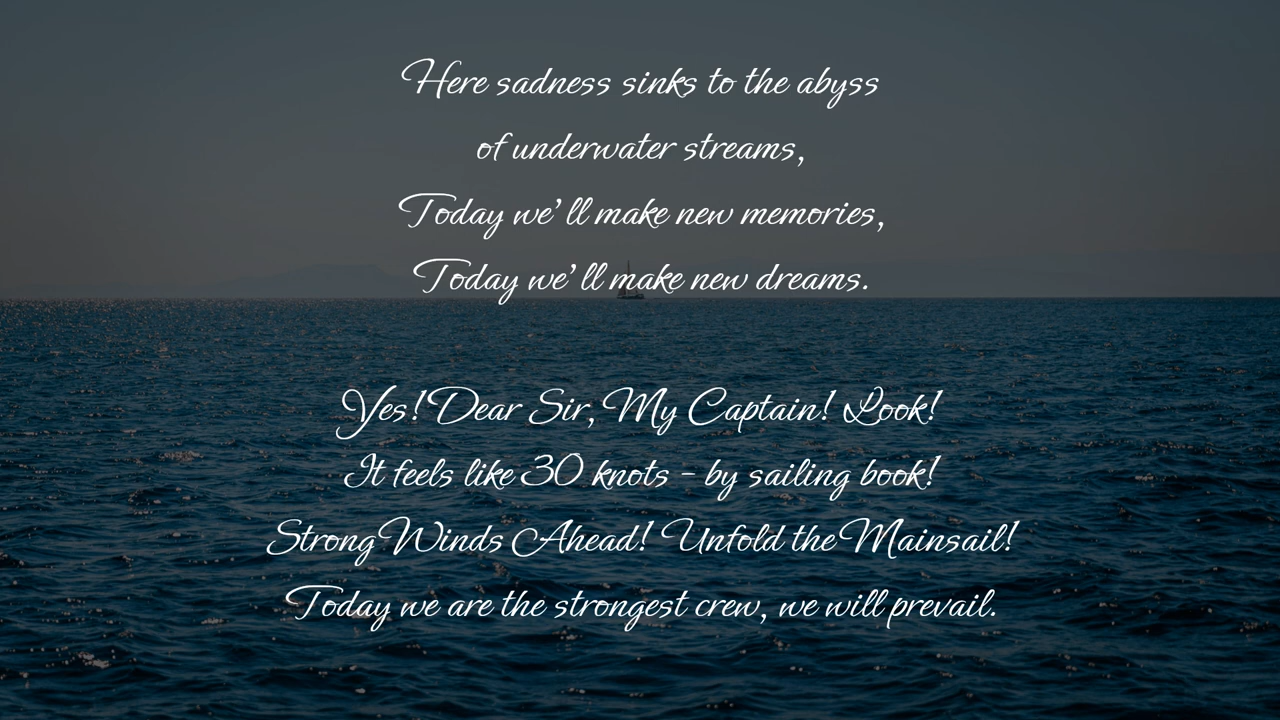 Here sadness sinks to the abyss
of underwater streams,
Today we'll make new memories,
Today we'll make new dreams.
Yes! Dear Sir, My Captain! Look!
It feels like 30 knots - by sailing book!
Strong Winds Ahead! Unfold the Mainsail!
Today we are the strongest crew, we will prevail.